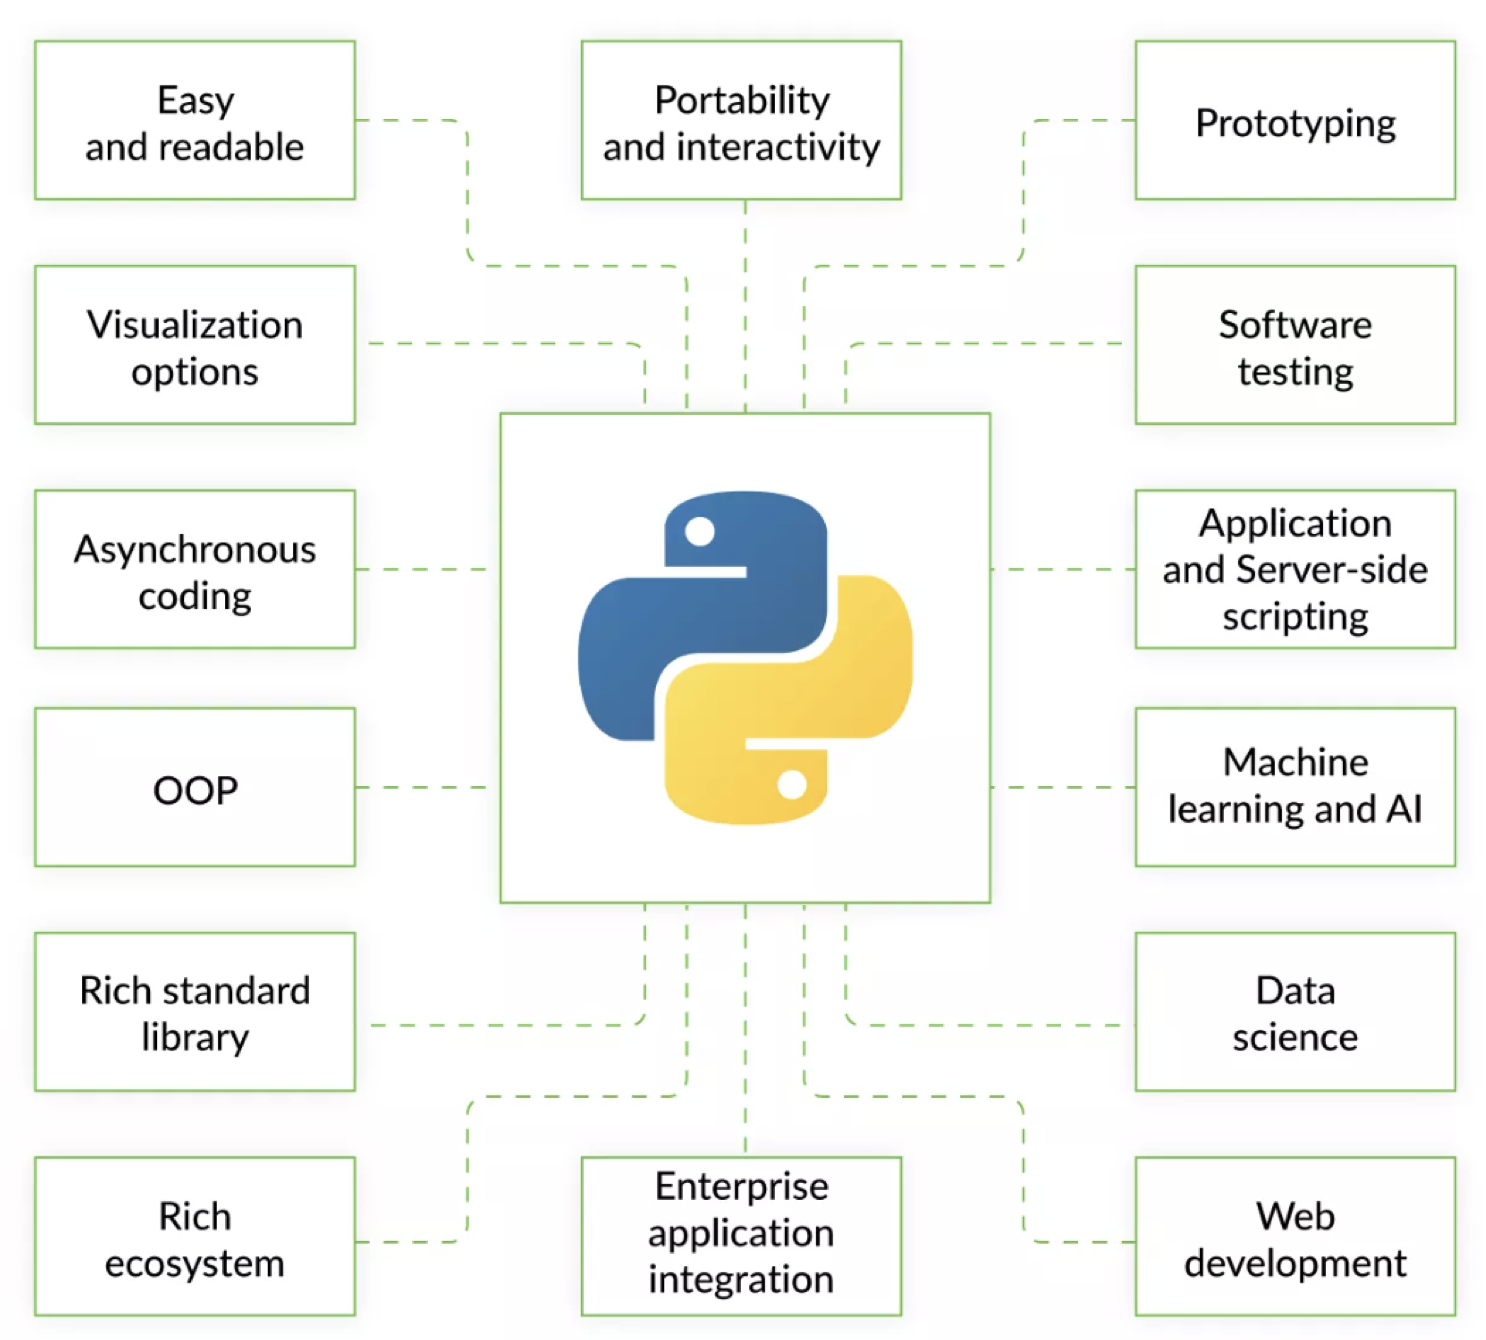 Easy
and readable
Portability
and interactivity
Prototyping
Visualization
options
Software
testing
Asynchronous
coding
Application
and Server-side
scripting
OOP
Machine
learning and AI
Rich standard
library
Data
science
Rich
ecosystem
Enterprise
application
integration
Web
development